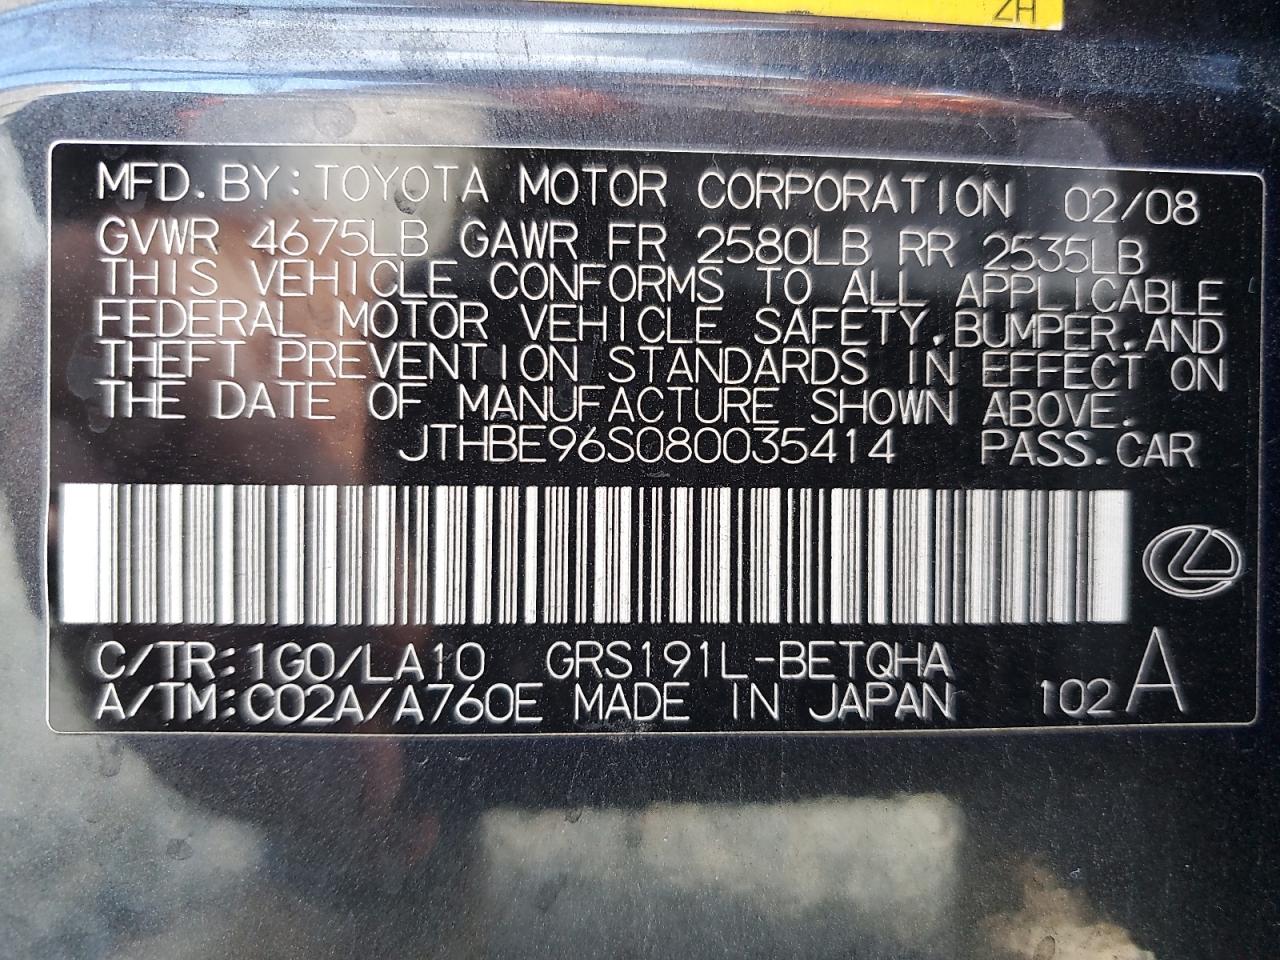 2H
MFD.BY:TOYOTA MOTOR CORPORATION 02/08
GVWR 4675LB GAWR FR 2580LB RR 2535LB
THIS VEHICLE CONFORMS TO ALL APPLICABLE
FEDERAL MOTOR VEHICLE SAFETY,BUMPER,AND
THEFT PREVENTION STANDARDS IN EFFECT ON
THE DATE OF MANUFACTURE SHOWN ABOVE.
JTHBE96S080035414 PASS.CAR
C/TR:1G0/LA10 GRS191L-BETQHA
A/TM:C02A/A760E MADE IN JAPAN 102 A